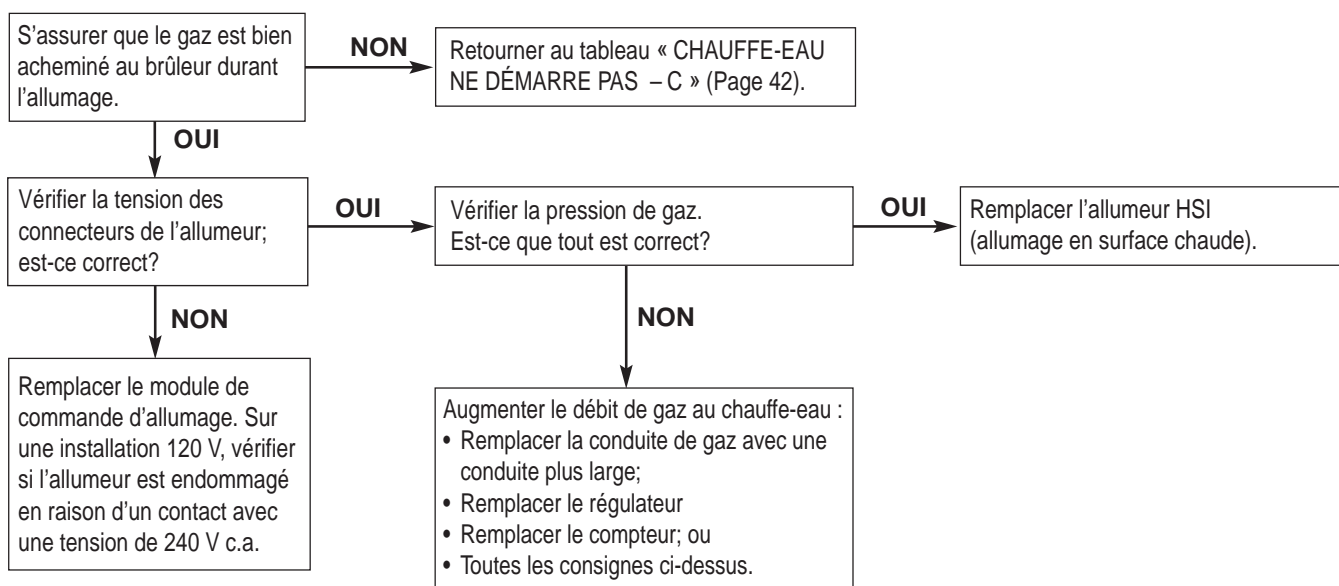 S'assurer que le gaz est bien
acheminé au brûleur durant
l'allumage.
NON
Retourner au tableau « CHAUFFE-EAU
NE DÉMARRE PAS – C » (Page 42).
OUI
Vérifier la tension des
connecteurs de l'allumeur;
est-ce correct?
OUI
Vérifier la pression de gaz.
Est-ce que tout est correct?
OUI
Remplacer l'allumeur HSI
(allumage en surface chaude).
NON
NON
Remplacer le module de
commande d'allumage. Sur
une installation 120 V, vérifier
si l'allumeur est endommagé
en raison d'un contact avec
une tension de 240 V c.a.
Augmenter le débit de gaz au chauffe-eau :
• Remplacer la conduite de gaz avec une
conduite plus large;
• Remplacer le régulateur
• Remplacer le compteur; ou
• Toutes les consignes ci-dessus.